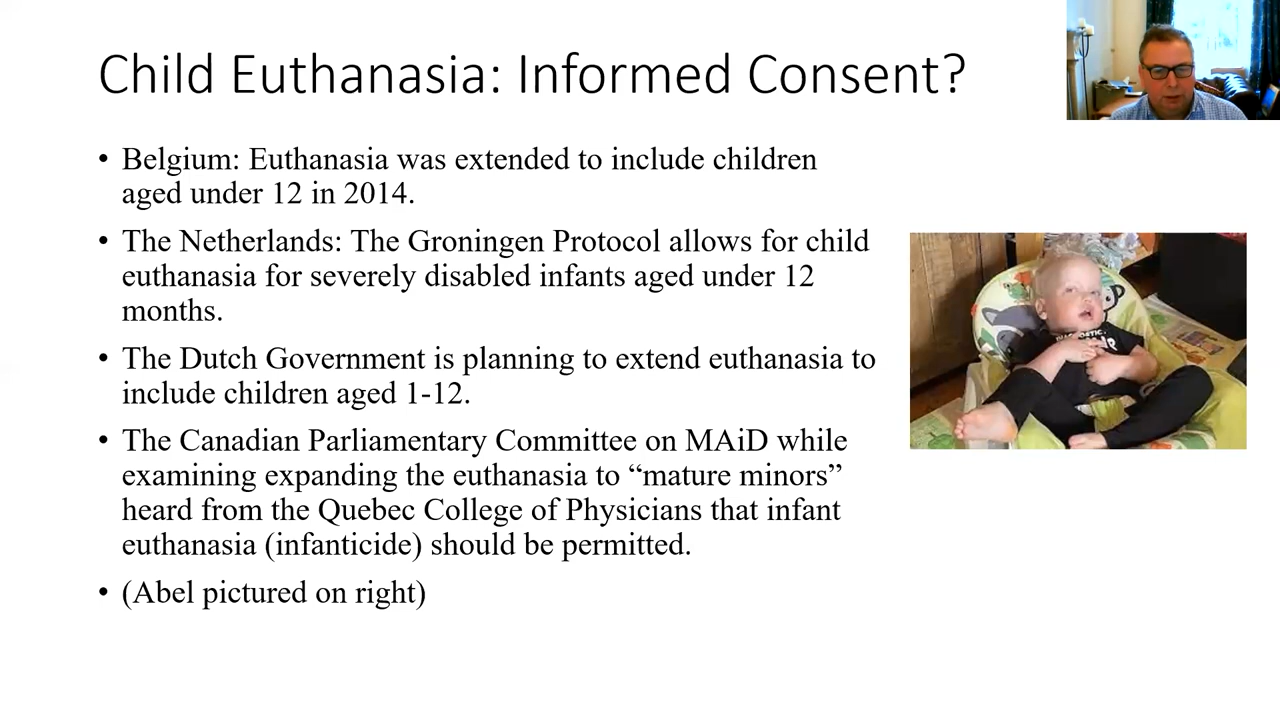 Child Euthanasia: Informed Consent?
• Belgium: Euthanasia was extended to include children
aged under 12 in 2014.
• The Netherlands: The Groningen Protocol allows for child
euthanasia for severely disabled infants aged under 12
months.
• The Dutch Government is planning to extend euthanasia to
include children aged 1-12.
• The Canadian Parliamentary Committee on MAiD while
examining expanding the euthanasia to “mature minors”
heard from the Quebec College of Physicians that infant
euthanasia (infanticide) should be permitted.
• (Abel pictured on right)